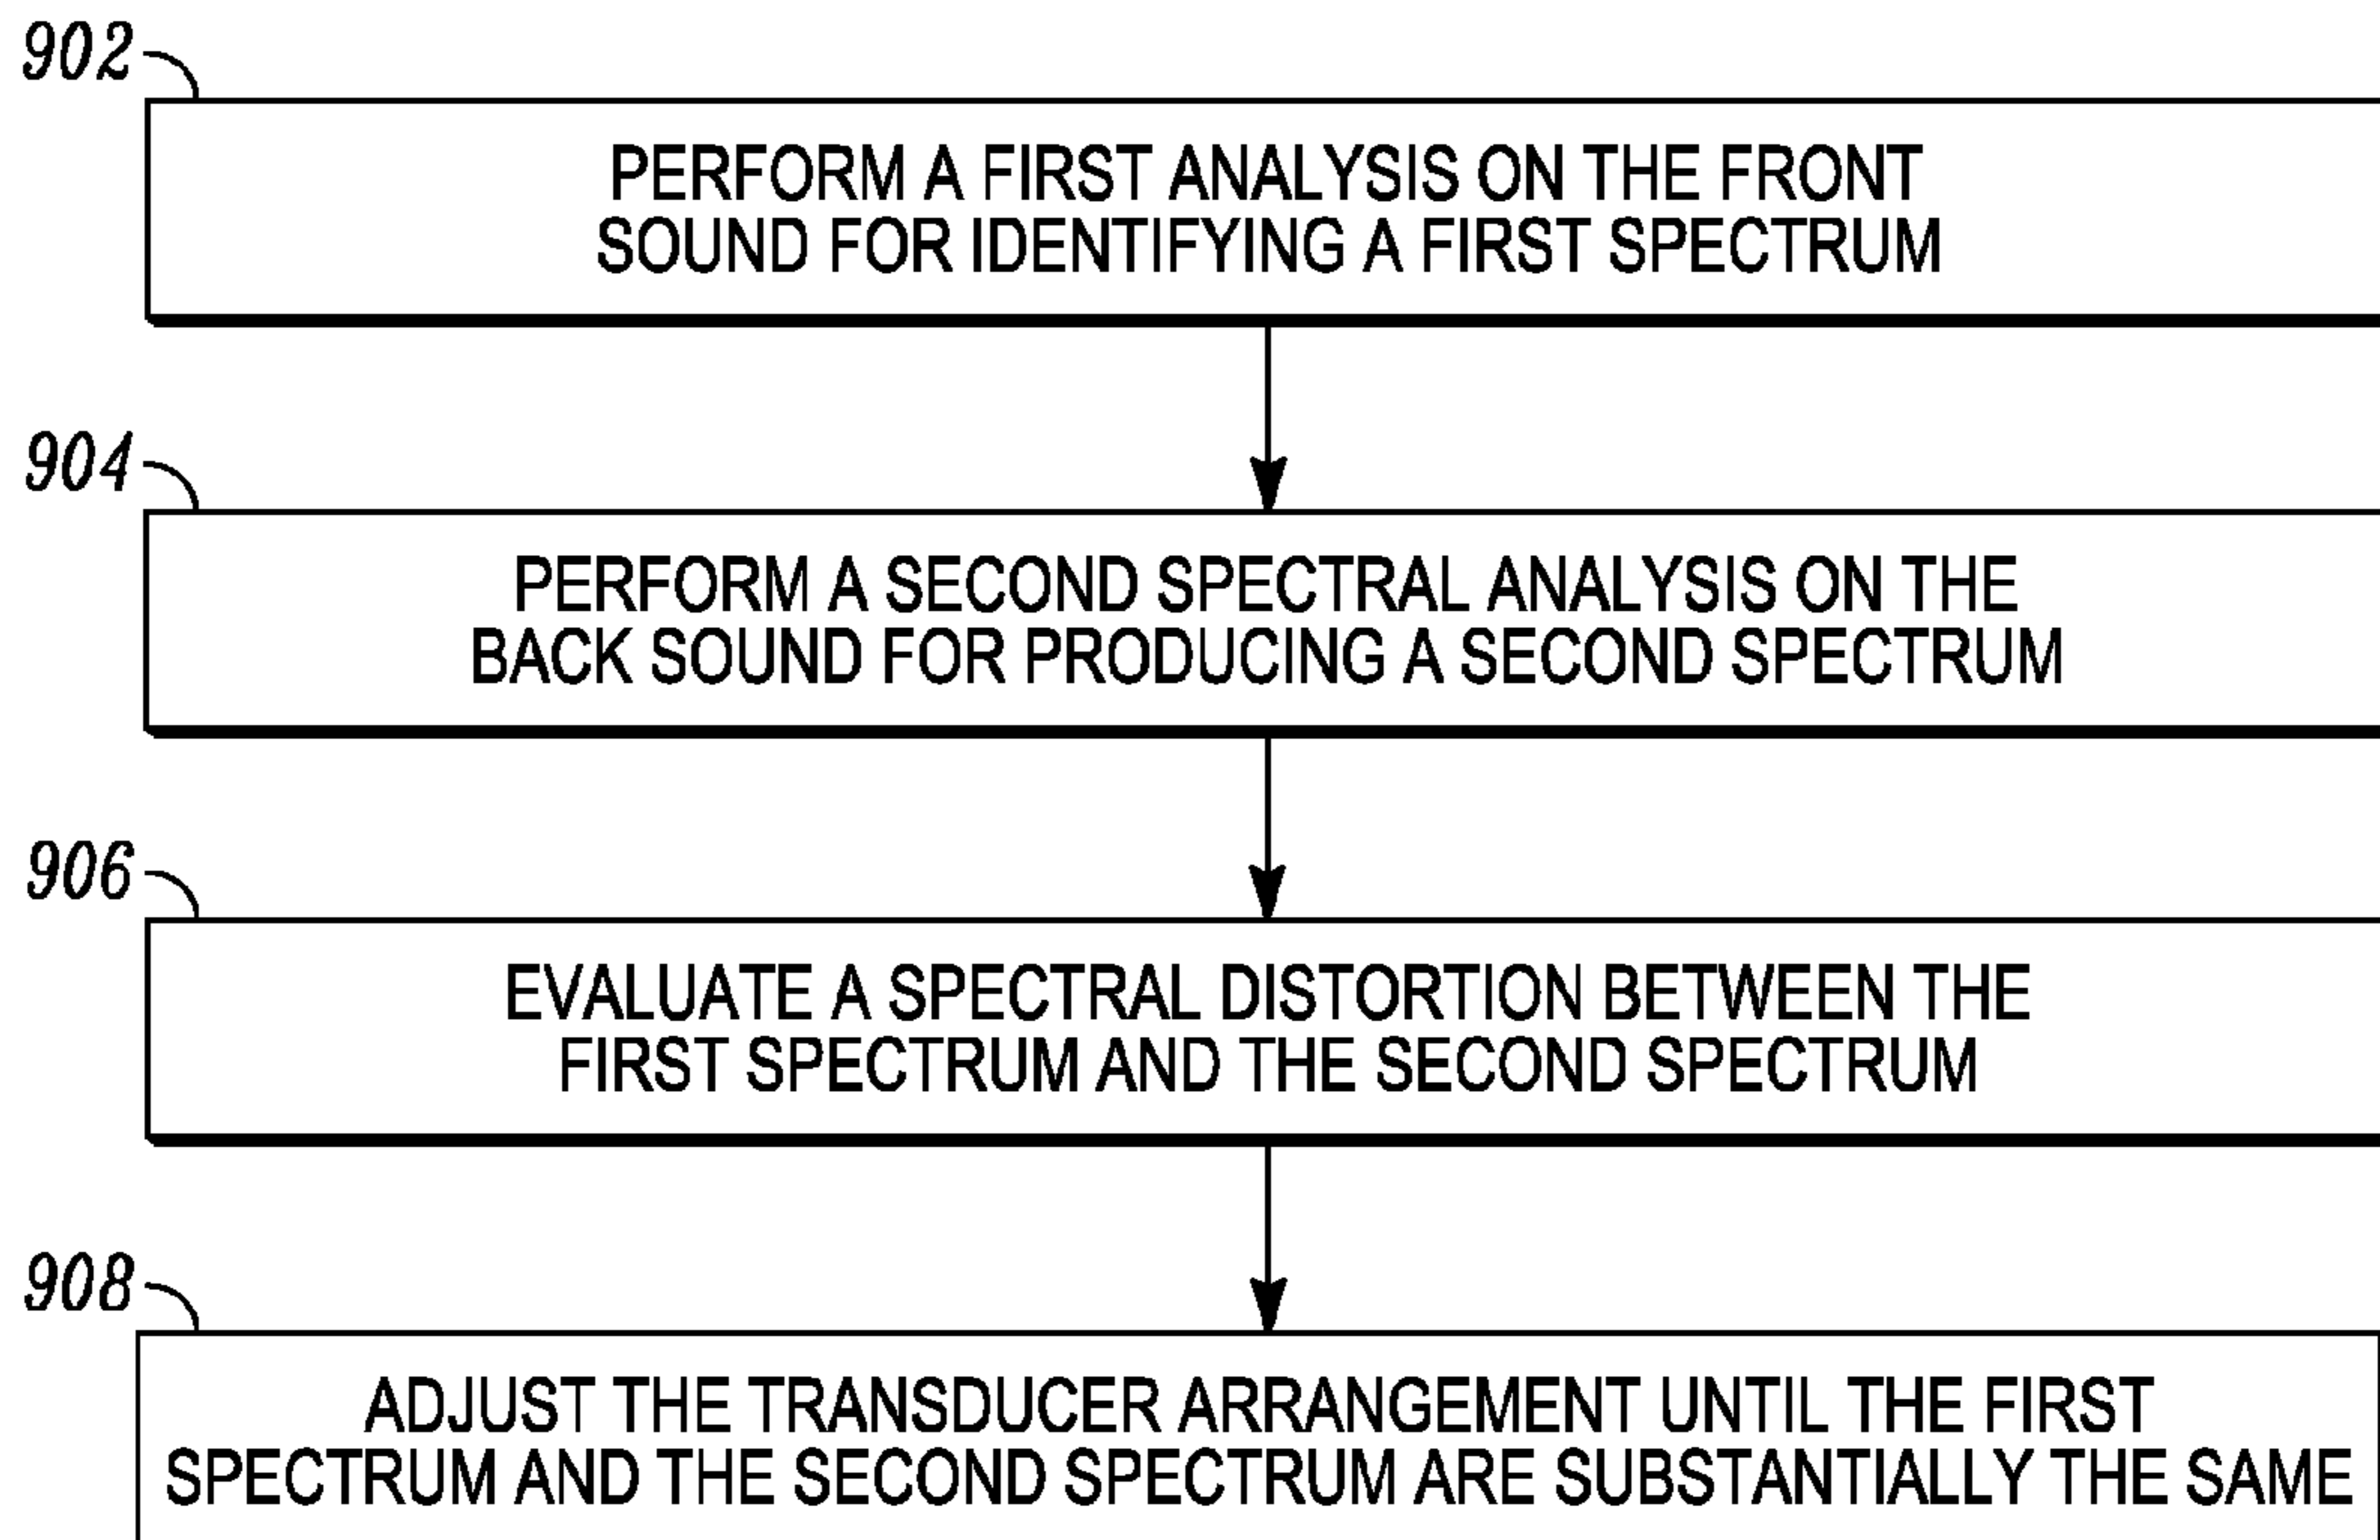 902
PERFORM A FIRST ANALYSIS ON THE FRONT
SOUND FOR IDENTIFYING A FIRST SPECTRUM
904
PERFORM A SECOND SPECTRAL ANALYSIS ON THE
BACK SOUND FOR PRODUCING A SECOND SPECTRUM
906
EVALUATE A SPECTRAL DISTORTION BETWEEN THE
FIRST SPECTRUM AND THE SECOND SPECTRUM
908
ADJUST THE TRANSDUCER ARRANGEMENT UNTIL THE FIRST
SPECTRUM AND THE SECOND SPECTRUM ARE SUBSTANTIALLY THE SAME